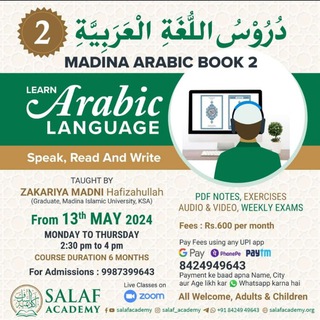 2
دُرُوْسُ اللُّغَةِ الْعَرَبِيَّةِ
MADINA ARABIC BOOK 2
LEARN
Arabic
LANGUAGE
Speak, Read And Write
TAUGHT BY
ZAKARIYA MADNI Hafizahullah
(Graduate, Madina Islamic University, KSA)
From 13th MAY 2024
MONDAY TO THURSDAY
2:30 pm to 4 pm
COURSE DURATION 6 MONTHS
For Admissions : 9987399643
PDF NOTES, EXERCISES
AUDIO & VIDEO, WEEKLY EXAMS
Fees : Rs.600 per month
Pay Fees using any UPI app
G Pay PhonePe Paytm
8424949643
Payment ke baad apna Name, City
aur Age likh kar Whatsapp karna hai
SALAF
ACADEMY
Live Classes on
zoom
All Welcome, Adults & Children
salafacademy salaf_academy +91 84249 49643 salafacademy.org